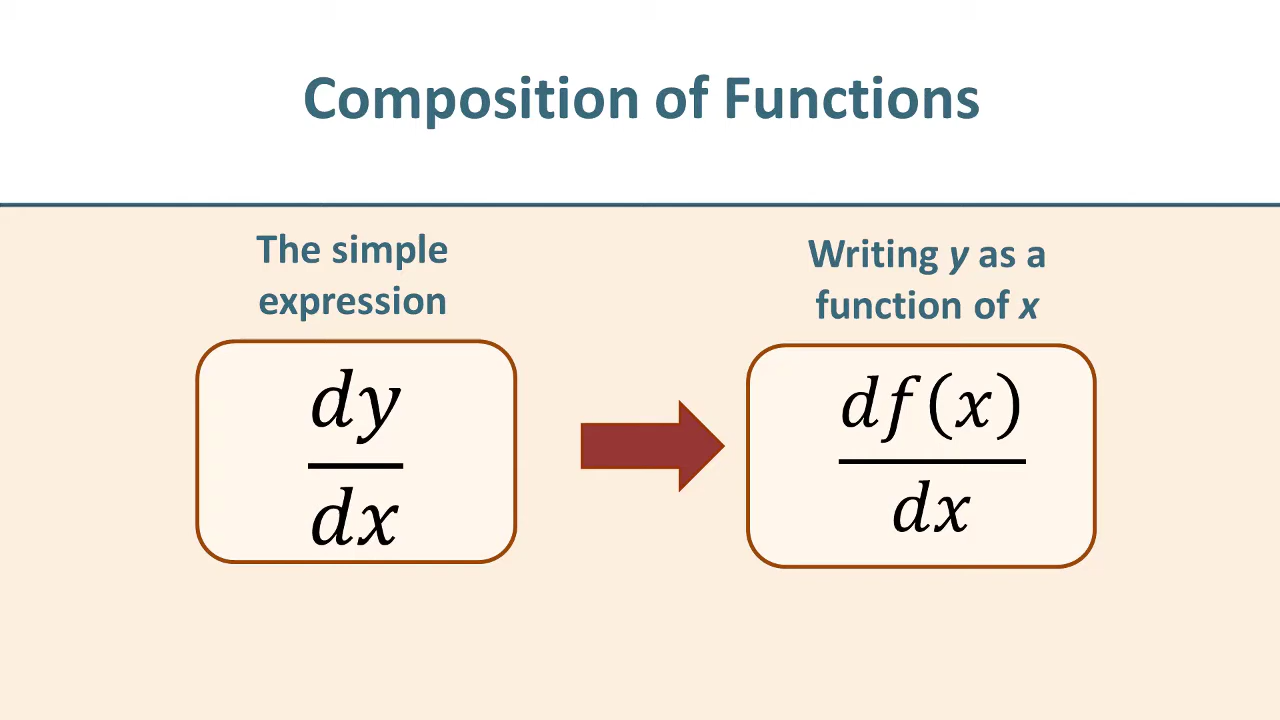 Composition of Functions
The simple
expression
dy
dx
Writing y as a
function of x
df(x)
dx